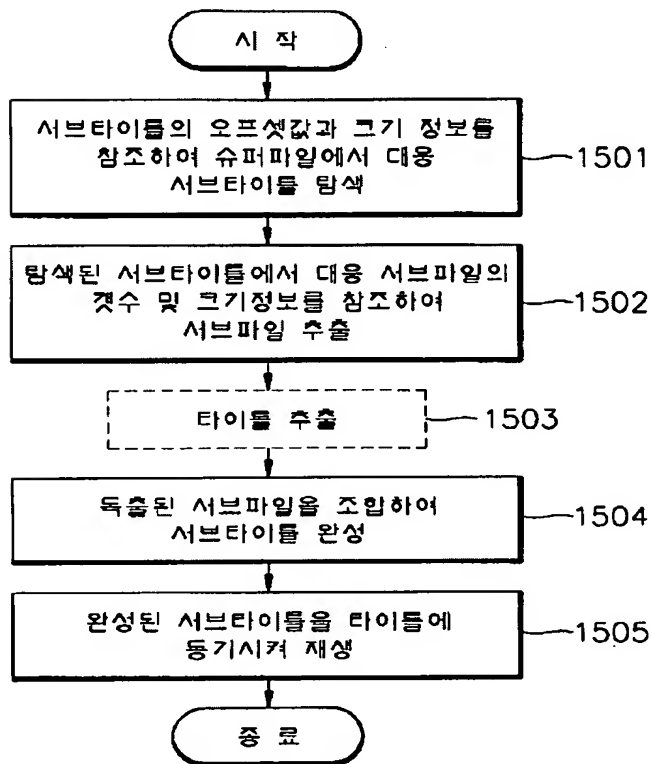 시 작
서브타이틀의 오프셋값과 크기 정보를
참조하여 슈퍼파일에서 대응
서브타이틀 탐색
1501
탐색된 서브타이틀에서 대응 서브파일의
갯수 및 크기정보를 참조하여
서브파일 추출
1502
타이틀 추출
1503
독출된 서브파일을 조합하여
서브타이틀 완성
1504
완성된 서브타이틀을 타이틀에
동기시켜 재생
1505
종 료